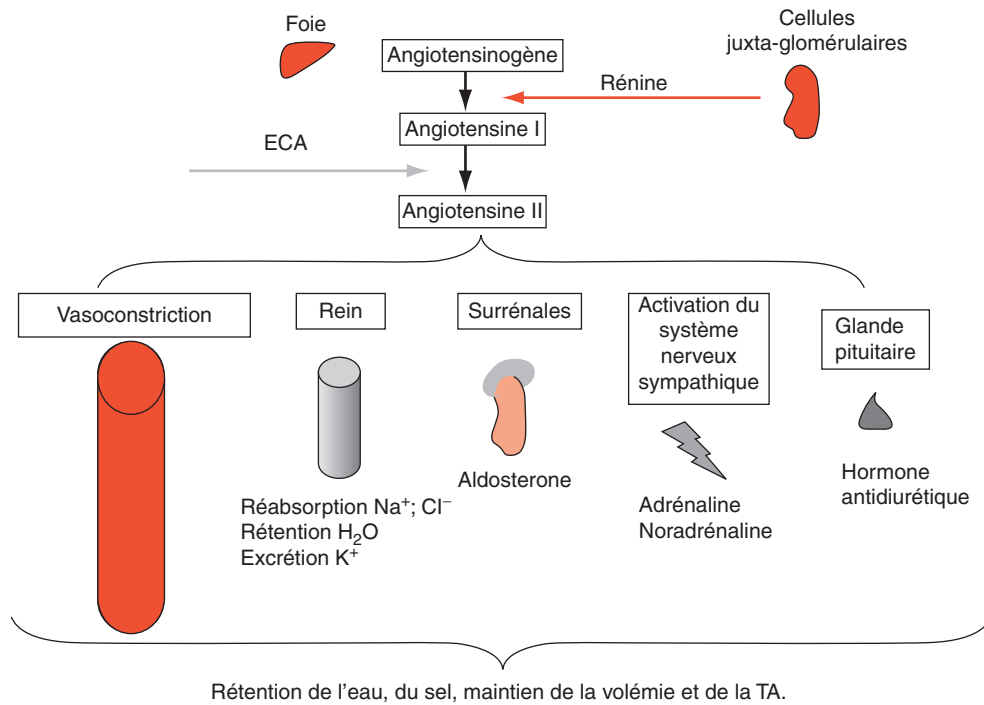 Foie
Cellules
juxta-glomérulaires
Angiotensinogène
Rénine
Angiotensine I
ECA
Angiotensine II
Vasoconstriction
Rein
Surrénales
Activation du
système
nerveux
sympathique
Glande
pituitaire
Réabsorption Na⁺; Cl⁻
Rétention H₂O
Excrétion K⁺
Aldosterone
Adrénaline
Noradrénaline
Hormone
antidiurétique
Rétention de l'eau, du sel, maintien de la volémie et de la TA.